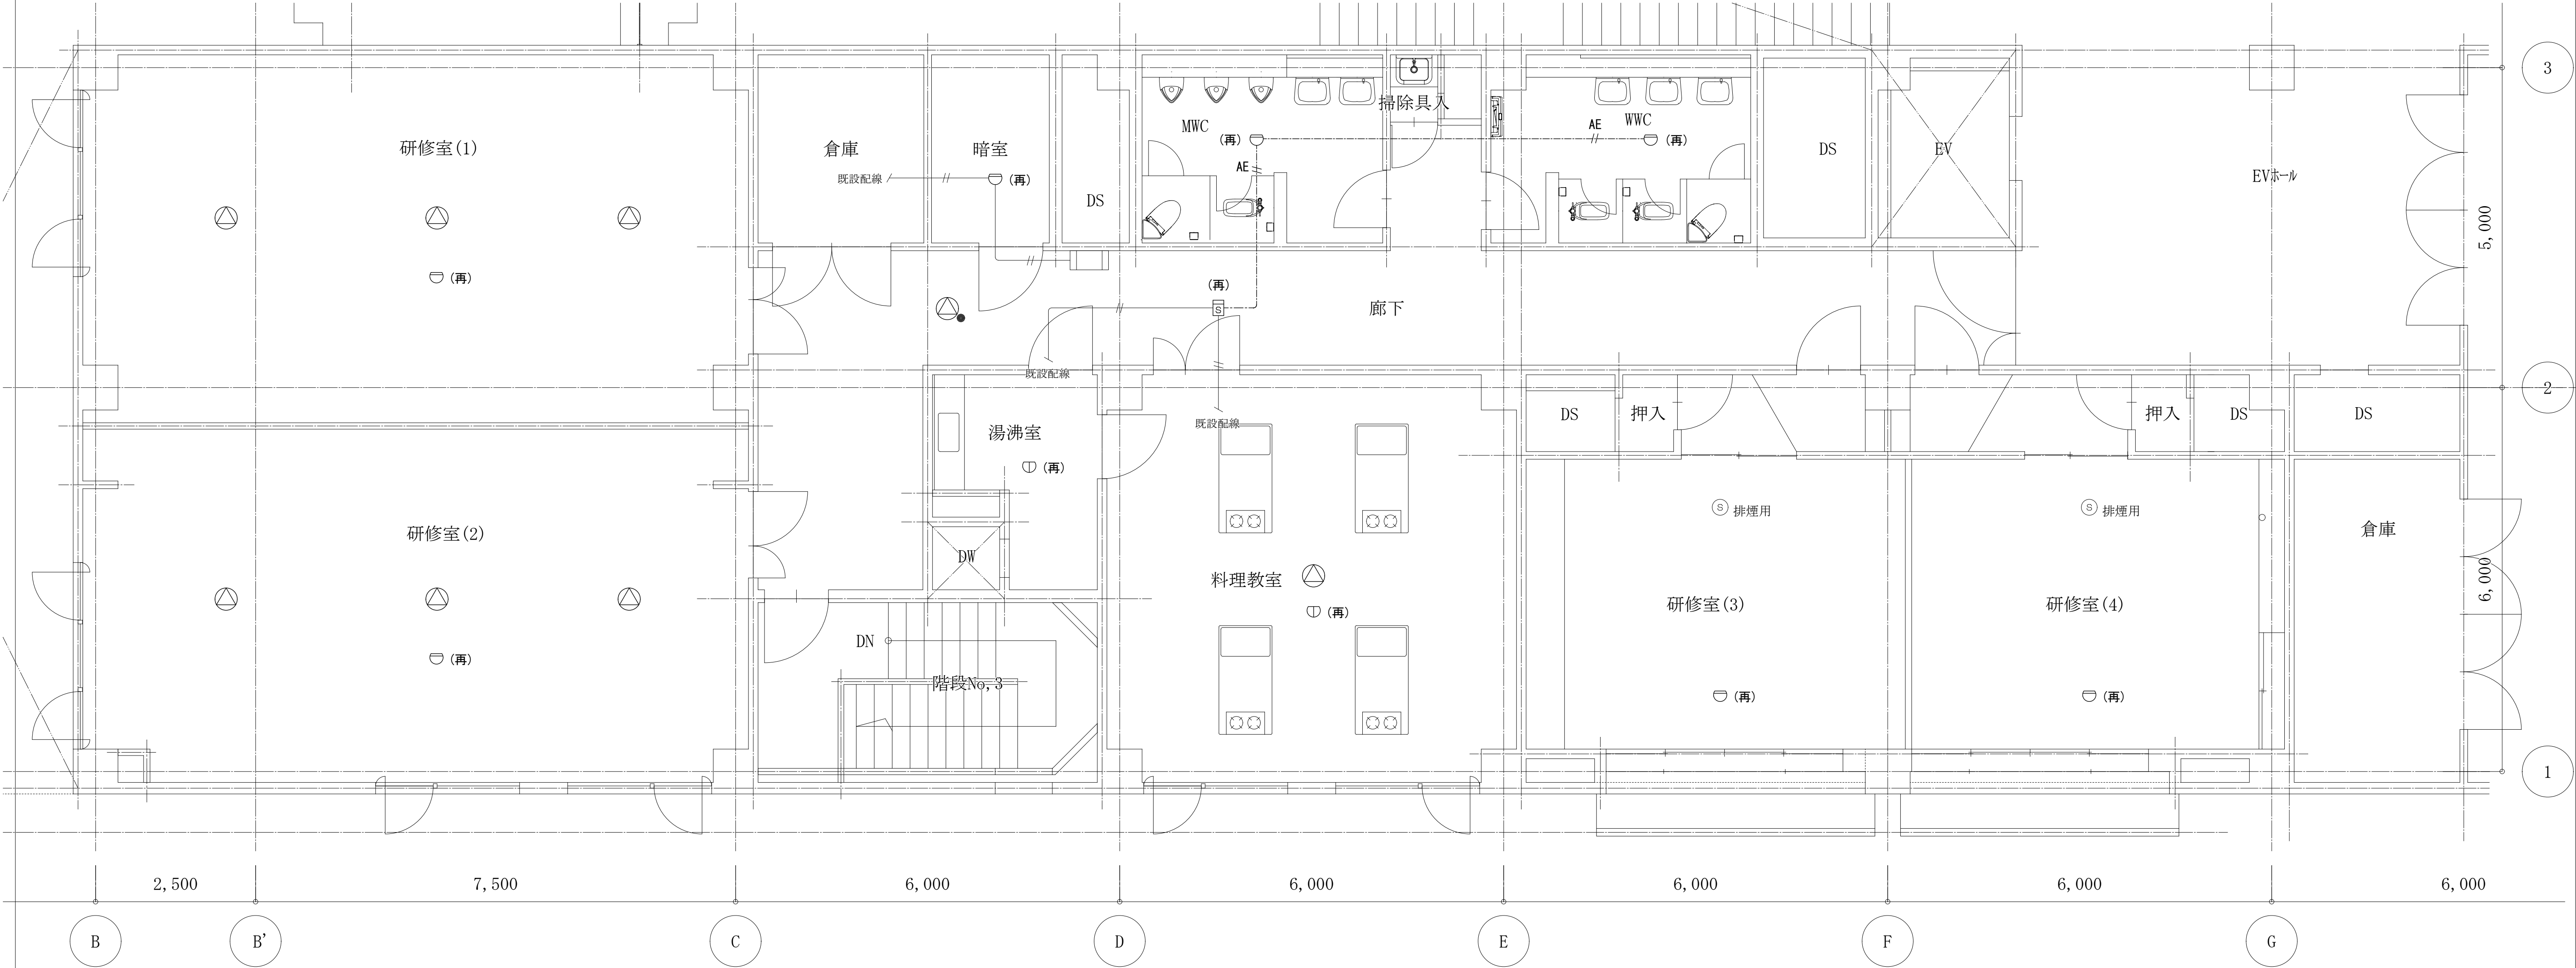 3
掃除具入
MWC
(再)
AE
AE
WWC
(再)
研修室(1)
倉庫
暗室
DS
EV
既設配線
(再)
EVホール
DS
5,000
(再)
(再)
S
廊下
既設配線
2
DS
押入
押入
DS
DS
既設配線
湯沸室
(再)
S
排煙用
S
排煙用
研修室(2)
倉庫
DW
料理教室
6,000
研修室(3)
研修室(4)
(再)
DN
(再)
階段No,3
(再)
(再)
1
2,500
7,500
6,000
6,000
6,000
6,000
6,000
B
B'
C
D
E
F
G